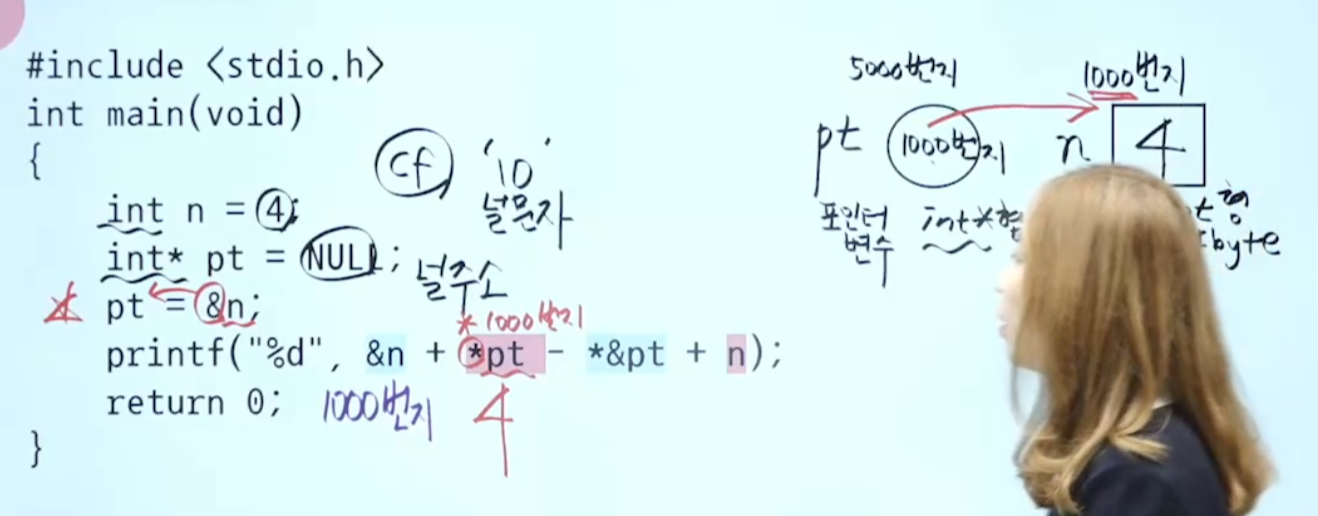 #include <stdio.h>
int main(void)
{
int n = 4;
int* pt = NULL;
pt = &n;
printf("%d", &n + *pt - *&pt + n);
return 0;
}
cf '10'
널문자
널주소
* 1000번지
1000번지
4
5000번지
1000번지
pt
1000번지
n
4
포인터
변수
int*형
형
byte